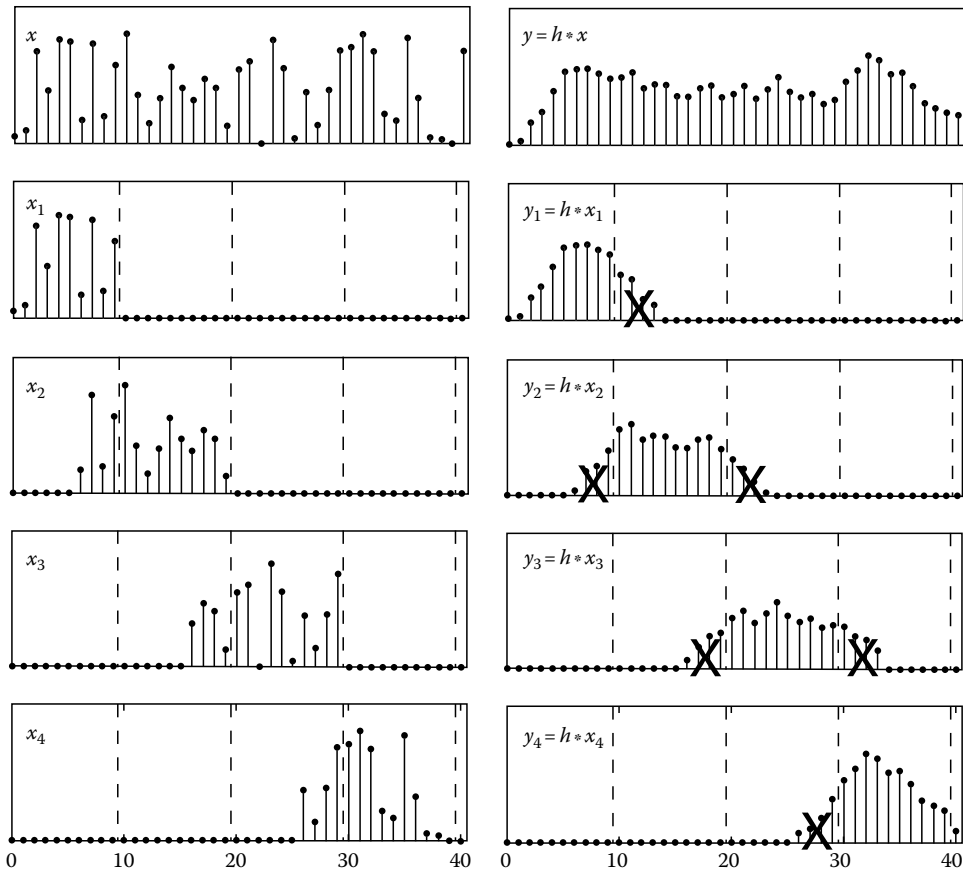 x
y = h * x
x1
y1 = h * x1
x2
y2 = h * x2
x3
y3 = h * x3
x4
y4 = h * x4
0 10 20 30 40
0 10 20 30 40